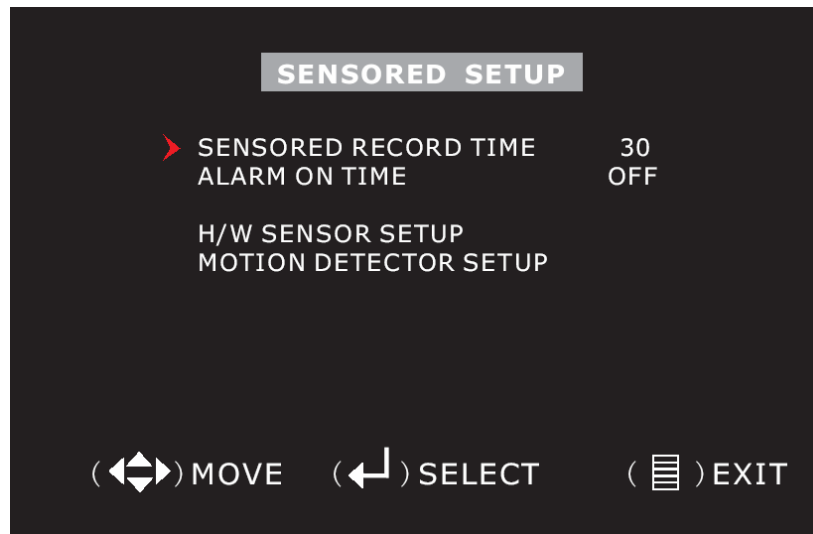 SENSORED SETUP
SENSORED RECORD TIME 30
ALARM ON TIME OFF
H/W SENSOR SETUP
MOTION DETECTOR SETUP
( ) MOVE ( ) SELECT ( ) EXIT